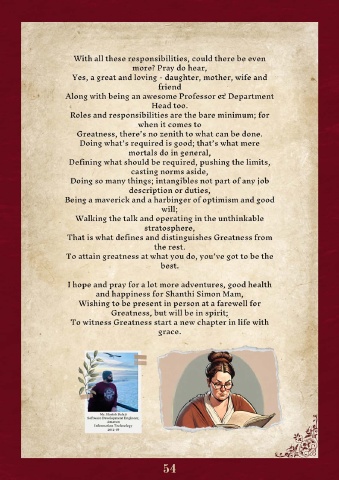 With all these responsibilities, could there be even
more? Pray do hear,
Yes, a great and loving - daughter, mother, wife and
friend
Along with being an awesome Professor & Department
Head too.
Roles and responsibilities are the bare minimum; for
when it comes to
Greatness, there's no zenith to what can be done.
Doing what's required is good; that's what mere
mortals do in general,
Defining what should be required, pushing the limits,
casting norms aside,
Doing so many things; intangibles not part of any job
description or duties,
Being a maverick and a harbinger of optimism and good
will;
Walking the talk and operating in the unthinkable
stratosphere,
That is what defines and distinguishes Greatness from
the rest.
To attain greatness at what you do, you've got to be the
best.
I hope and pray for a lot more adventures, good health
and happiness for Shanthi Simon Mam,
Wishing to be present in person at a farewell for
Greatness, but will be in spirit;
To witness Greatness start a new chapter in life with
grace.
Software Development Engineer,
Information Technology
54